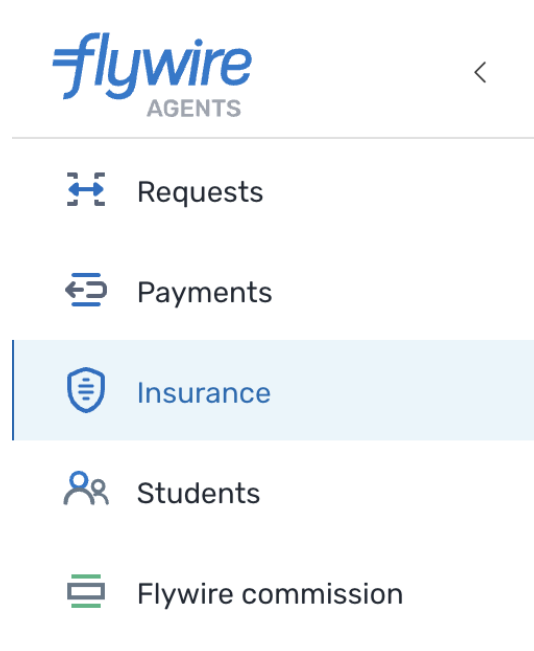 flywire
AGENTS
Requests
Payments
Insurance
Students
Flywire commission